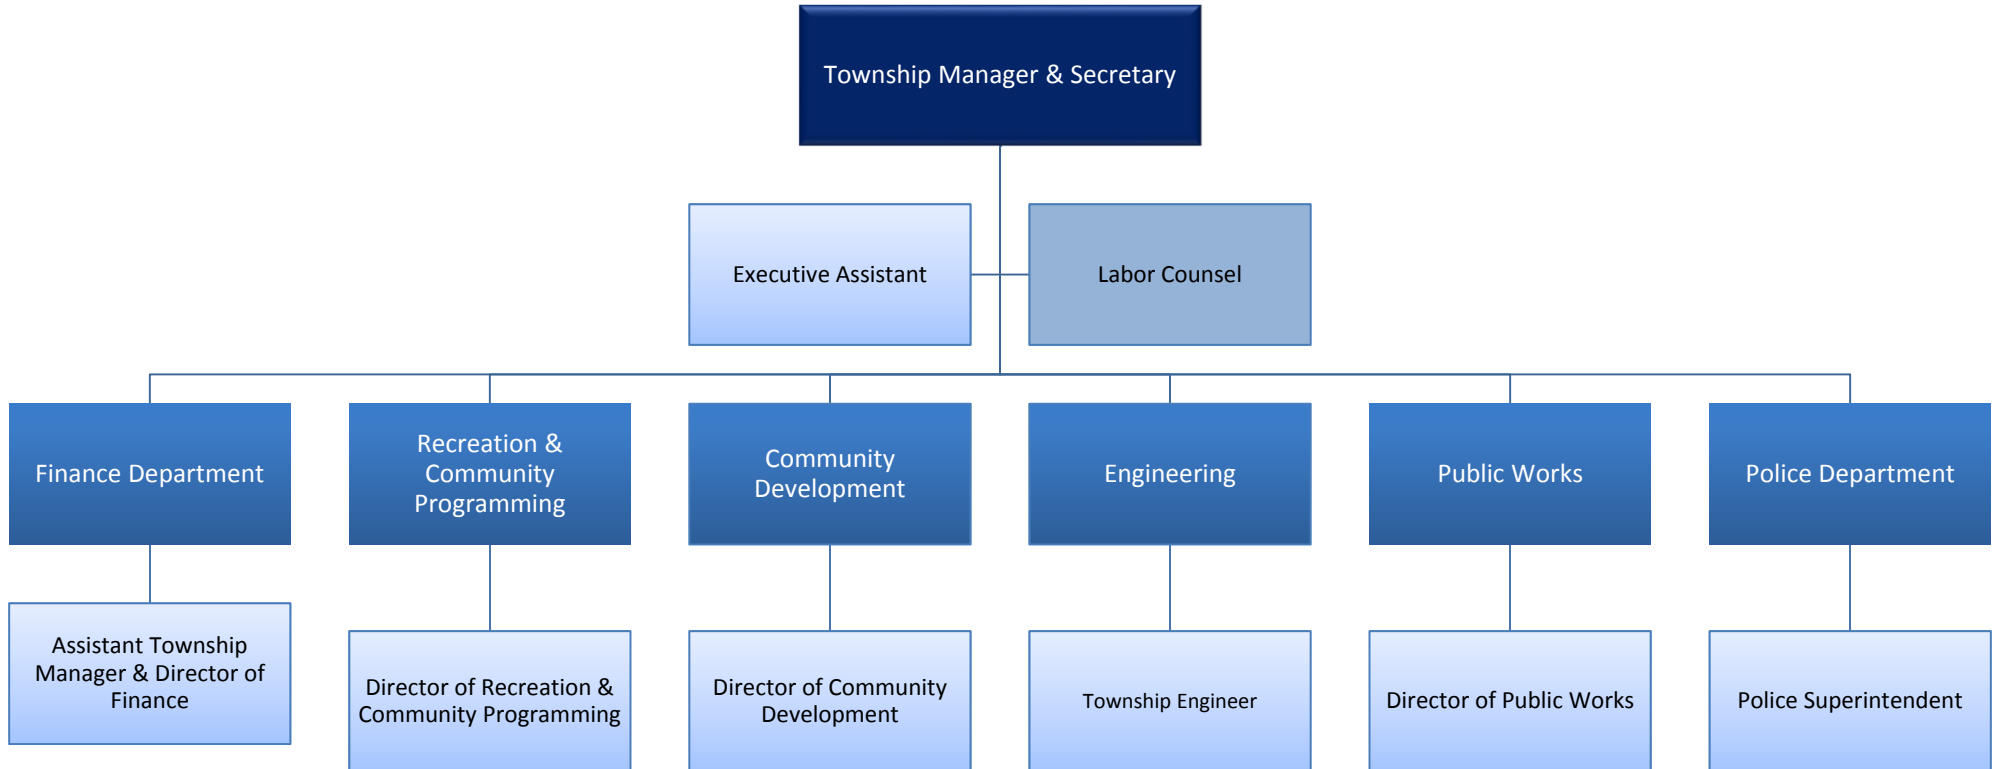 Township Manager & Secretary
Executive Assistant
Labor Counsel
Finance Department
Recreation &
Community
Programming
Community
Development
Engineering
Public Works
Police Department
Assistant Township
Manager & Director of
Finance
Director of Recreation &
Community Programming
Director of Community
Development
Township Engineer
Director of Public Works
Police Superintendent